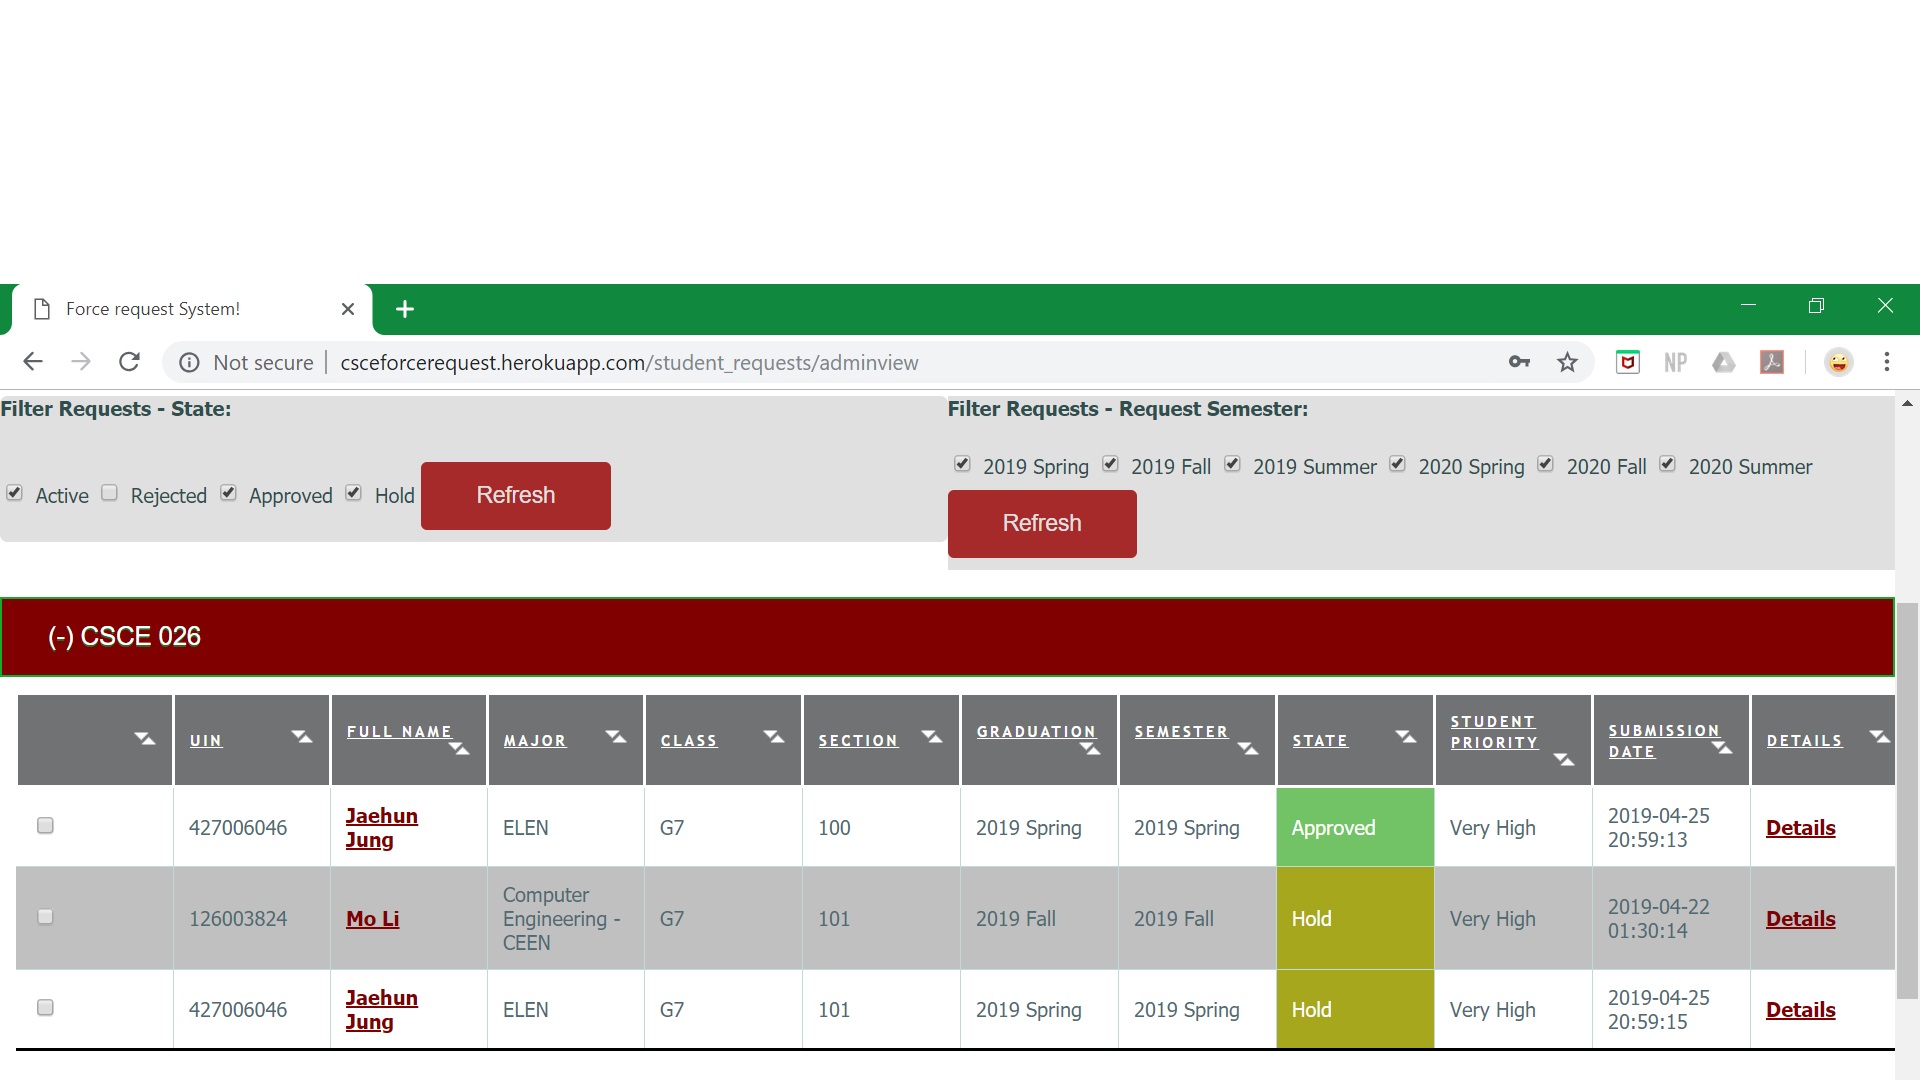 Force request System!
Not secure | csceforcerequest.herokuapp.com/student_requests/adminview
NP
Filter Requests - State:
Active Rejected Approved Hold Refresh
Filter Requests - Request Semester:
2019 Spring 2019 Fall 2019 Summer 2020 Spring 2020 Fall 2020 Summer
Refresh
(-) CSCE 026
UIN FULL NAME MAJOR CLASS SECTION GRADUATION SEMESTER STATE STUDENT PRIORITY SUBMISSION DATE DETAILS
427006046 Jaehun Jung ELEN G7 100 2019 Spring 2019 Spring Approved Very High 2019-04-25 20:59:13 Details
126003824 Mo Li Computer Engineering - CEEN G7 101 2019 Fall 2019 Fall Hold Very High 2019-04-22 01:30:14 Details
427006046 Jaehun Jung ELEN G7 101 2019 Spring 2019 Spring Hold Very High 2019-04-25 20:59:15 Details